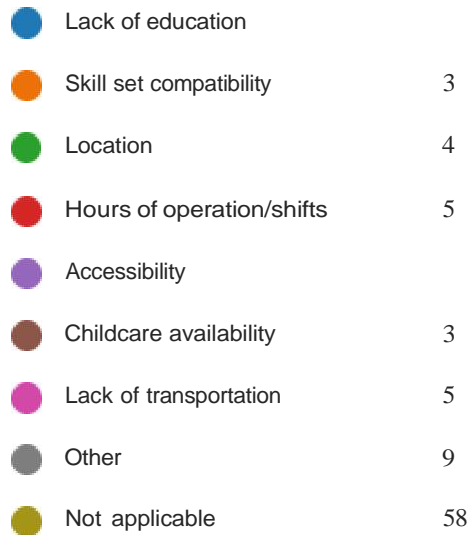 Lack of education
Skill set compatibility 3
Location 4
Hours of operation/shifts 5
Accessibility
Childcare availability 3
Lack of transportation 5
Other 9
Not applicable 58